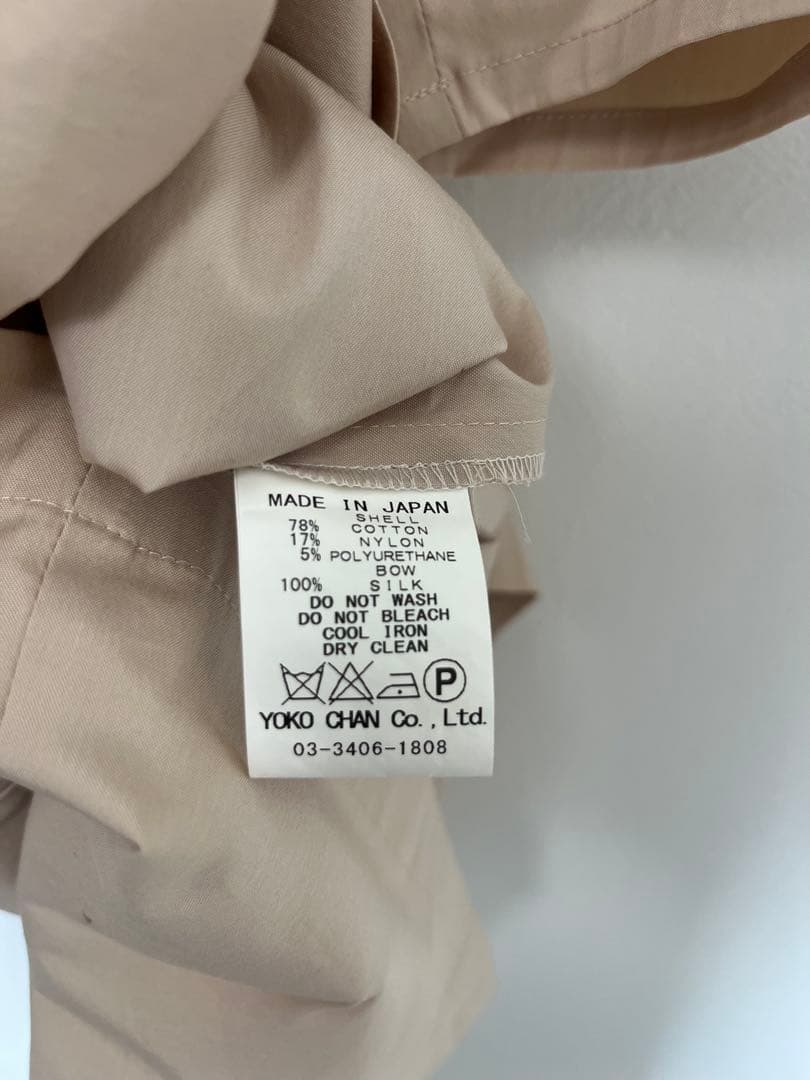 MADE IN JAPAN
SHELL
78% COTTON
17% NYLON
5% POLYURETHANE
BOW
100% SILK
DO NOT WASH
DO NOT BLEACH
COOL IRON
DRY CLEAN
P
YOKO CHAN Co., Ltd.
03-3406-1808